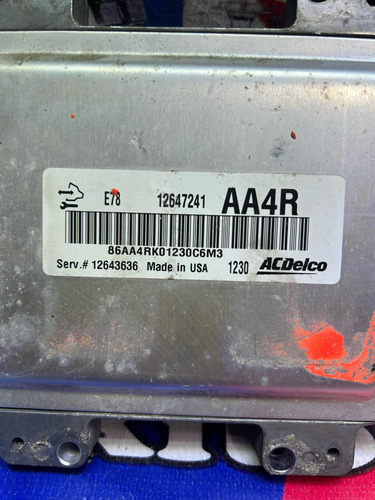 E78 12647241 AA4R
86AA4RK01230C6M3
Serv.# 12643636 Made in USA 1230 ACDelco